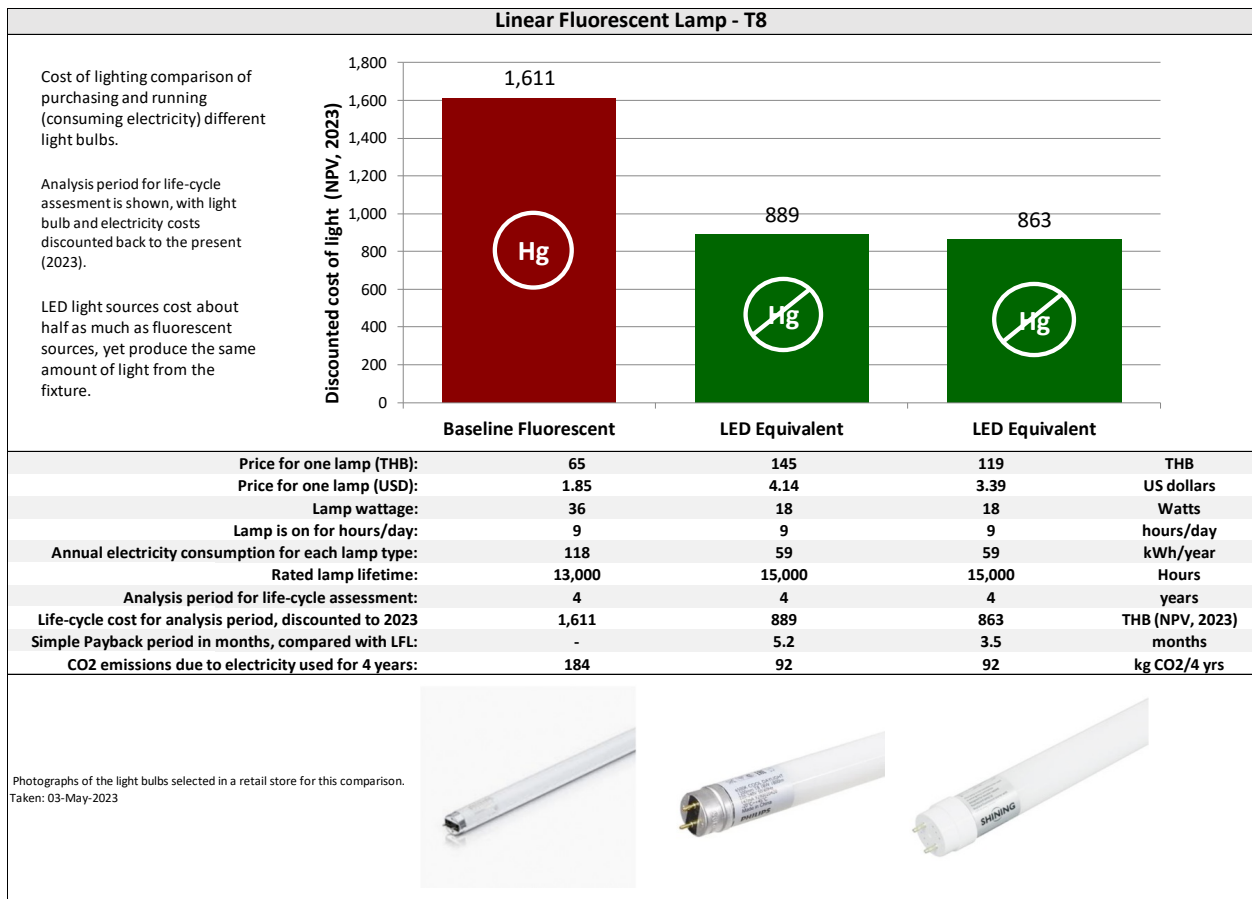 Linear Fluorescent Lamp - T8
Cost of lighting comparison of
purchasing and running
(consuming electricity) different
light bulbs.
Analysis period for life-cycle
assesment is shown, with light
bulb and electricity costs
discounted back to the present
(2023).
LED light sources cost about
half as much as fluorescent
sources, yet produce the same
amount of light from the
fixture.
Discounted cost of light (NPV, 2023)
1,800
1,600
1,400
1,200
1,000
800
600
400
200
0
1,611
889
863
Hg
Hg
Hg
Baseline Fluorescent LED Equivalent LED Equivalent
Price for one lamp (THB): 65 145 119 THB
Price for one lamp (USD): 1.85 4.14 3.39 US dollars
Lamp wattage: 36 18 18 Watts
Lamp is on for hours/day: 9 9 9 hours/day
Annual electricity consumption for each lamp type: 118 59 59 kWh/year
Rated lamp lifetime: 13,000 15,000 15,000 Hours
Analysis period for life-cycle assessment: 4 4 4 years
Life-cycle cost for analysis period, discounted to 2023 1,611 889 863 THB (NPV, 2023)
Simple Payback period in months, compared with LFL: - 5.2 3.5 months
CO2 emissions due to electricity used for 4 years: 184 92 92 kg CO2/4 yrs
Photographs of the light bulbs selected in a retail store for this comparison.
Taken: 03-May-2023
PHILIPS
SHINING